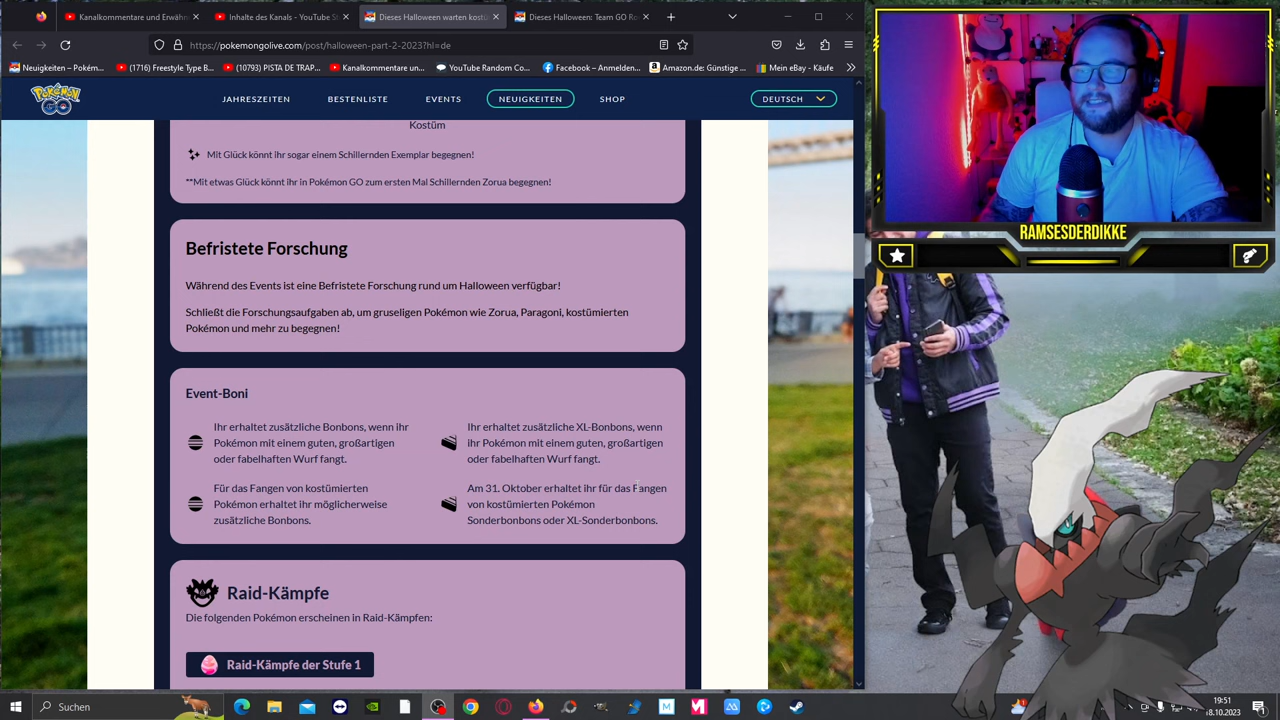 Kanalkommentare und Erwähn
Inhalte des Kanals - YouTube S
Dieses Halloween warten kostü
Dieses Halloween: Team GO Ro
https://pokemongolive.com/post/halloween-part-2-2023?hl=de
Neuigkeiten – Pokém...
(1716) Freestyle Type B...
(10793) PISTA DE TRAP...
Kanalkommentare un...
YouTube Random Co...
Facebook – Anmelden...
Amazon.de: Günstige ...
Mein eBay - Käufe
POKÉMON GO
JAHRESZEITEN
BESTENLISTE
EVENTS
NEUIGKEITEN
SHOP
DEUTSCH
Kostüm
Mit Glück könnt ihr sogar einem Schillernden Exemplar begegnen!
**Mit etwas Glück könnt ihr in Pokémon GO zum ersten Mal Schillernden Zorua begegnen!
Befristete Forschung
Während des Events ist eine Befristete Forschung rund um Halloween verfügbar!
Schließt die Forschungsaufgaben ab, um gruseligen Pokémon wie Zorua, Paragoni, kostümierten
Pokémon und mehr zu begegnen!
Event-Boni
Ihr erhaltet zusätzliche Bonbons, wenn ihr
Pokémon mit einem guten, großartigen
oder fabelhaften Wurf fangt.
Ihr erhaltet zusätzliche XL-Bonbons, wenn
ihr Pokémon mit einem guten, großartigen
oder fabelhaften Wurf fangt.
Für das Fangen von kostümierten
Pokémon erhaltet ihr möglicherweise
zusätzliche Bonbons.
Am 31. Oktober erhaltet ihr für das Fangen
von kostümierten Pokémon
Sonderbonbons oder XL-Sonderbonbons.
Raid-Kämpfe
Die folgenden Pokémon erscheinen in Raid-Kämpfen:
Raid-Kämpfe der Stufe 1
RAMSESDERDIKKE
Suchen
19:51
18.10.2023